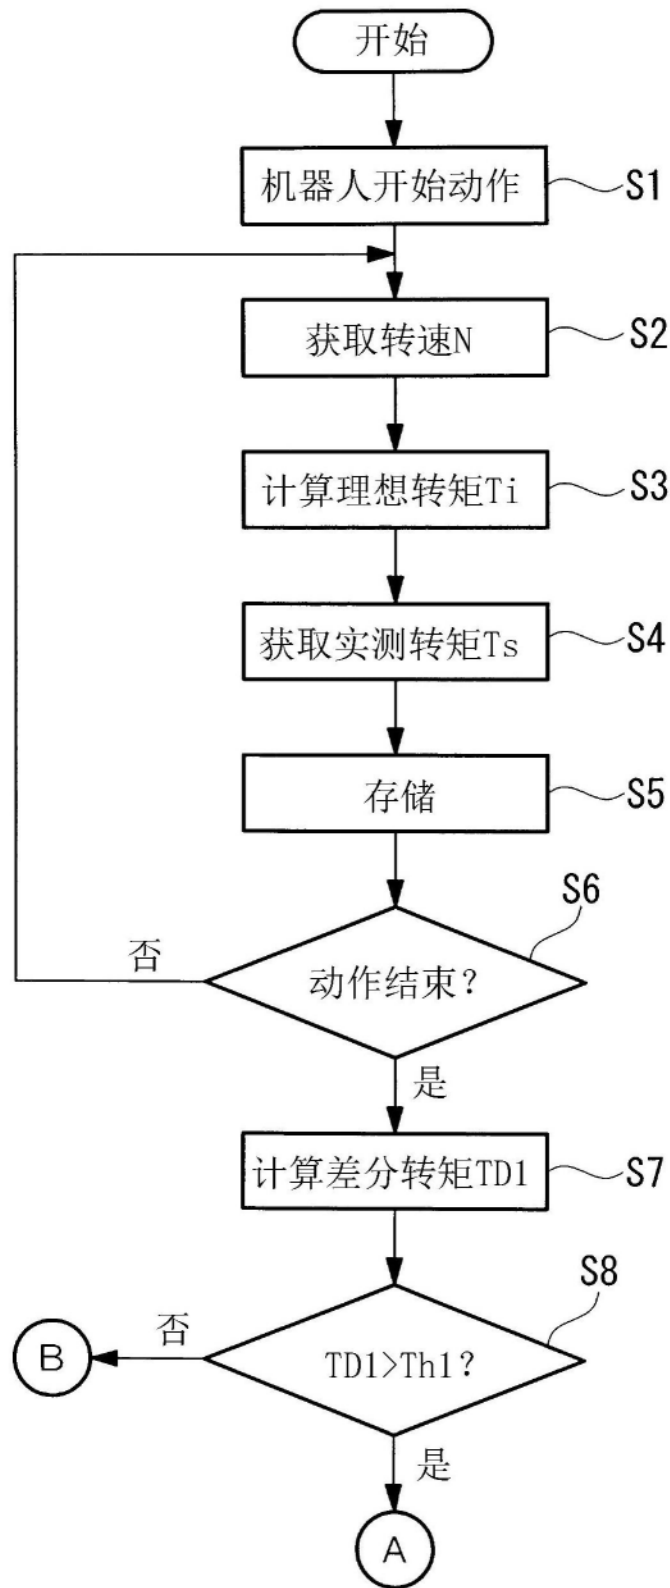 开始
机器人开始动作
S1
获取转速N
S2
计算理想转矩Ti
S3
获取实测转矩Ts
S4
存储
S5
S6
否
动作结束?
是
计算差分转矩TD1
S7
S8
否
B
TD1>Th1?
是
A